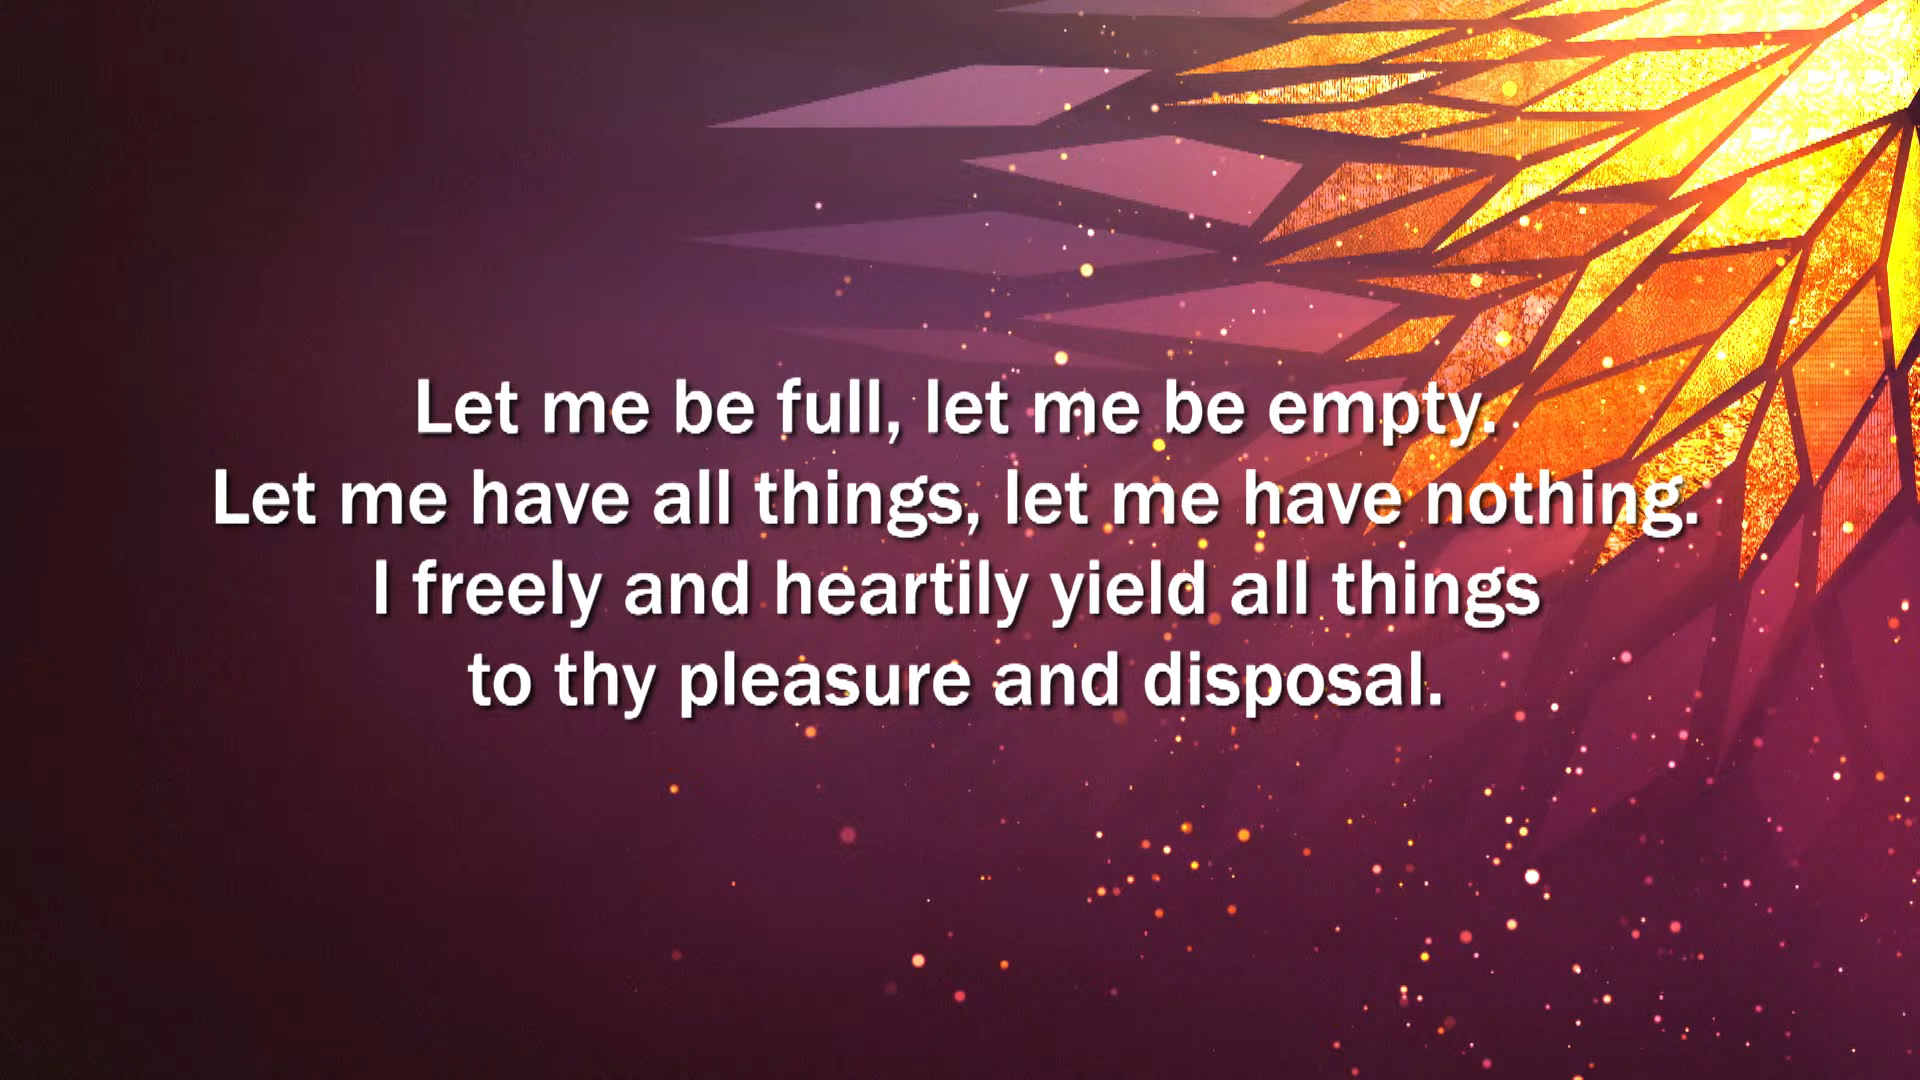 Let me be full, let me be empty.
Let me have all things, let me have nothing.
I freely and heartily yield all things
to thy pleasure and disposal.